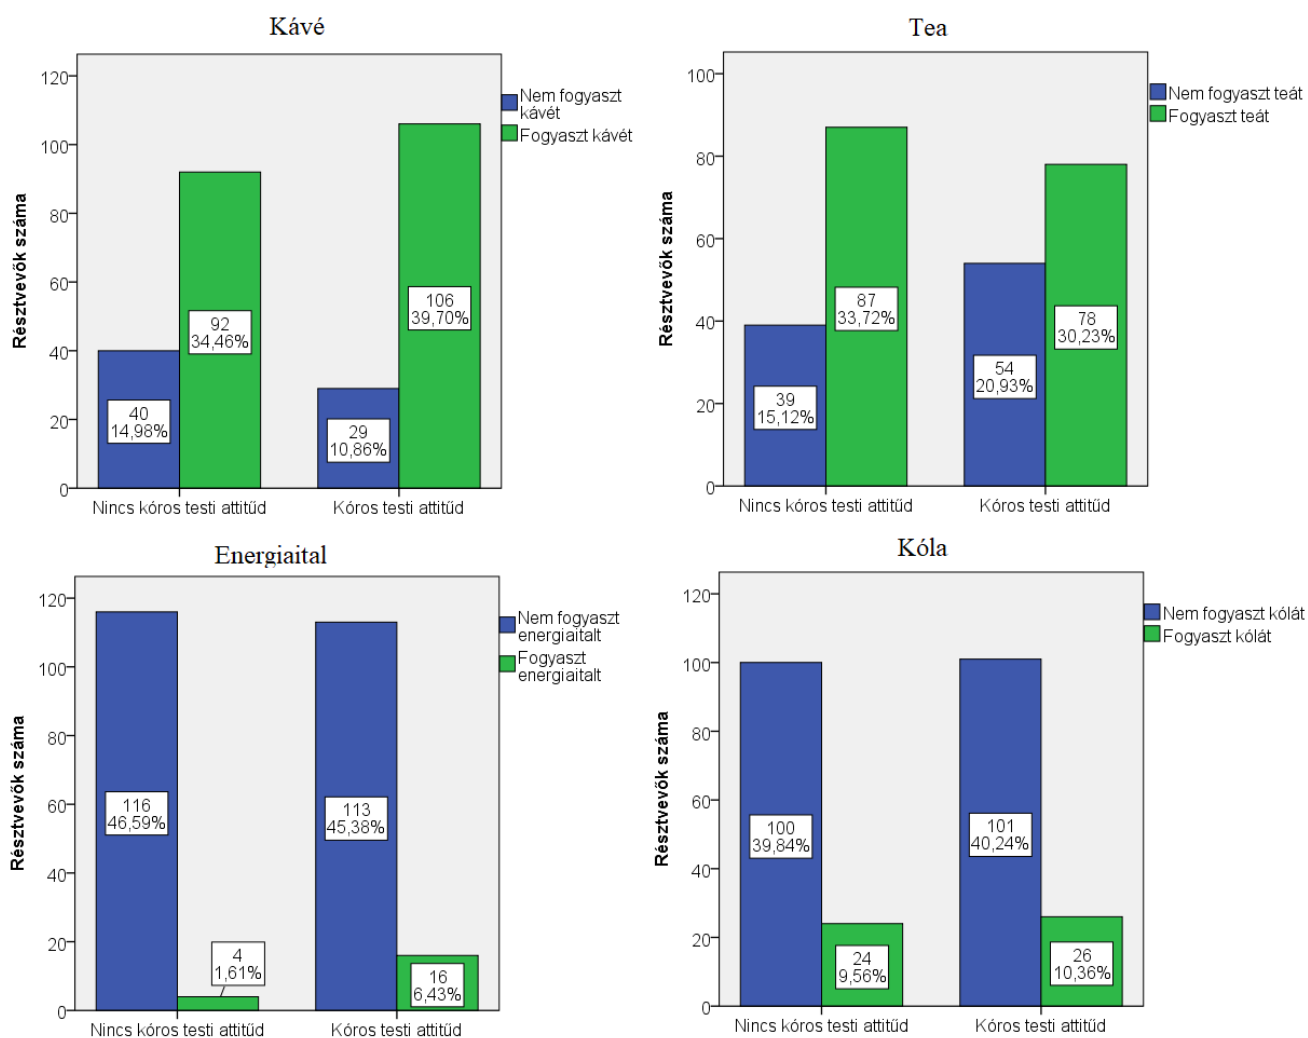 Kávé
120
100
80
60
40
20
0
Résztvevők száma
92
34,46%
106
39,70%
40
14,98%
29
10,86%
Nincs kóros testi attitűd
Kóros testi attitűd
Nem fogyaszt
kávét
Fogyaszt kávét
Tea
100
80
60
40
20
0
Résztvevők száma
87
33,72%
78
30,23%
54
20,93%
39
15,12%
Nincs kóros testi attitűd
Kóros testi attitűd
Nem fogyaszt teát
Fogyaszt teát
Energiaital
120
100
80
60
40
20
0
Résztvevők száma
116
46,59%
113
45,38%
4
1,61%
16
6,43%
Nincs kóros testi attitűd
Kóros testi attitűd
Nem fogyaszt
energiaitalt
Fogyaszt
energiaitalt
Kóla
120
100
80
60
40
20
0
Résztvevők száma
100
39,84%
101
40,24%
24
9,56%
26
10,36%
Nincs kóros testi attitűd
Kóros testi attitűd
Nem fogyaszt kólát
Fogyaszt kólát